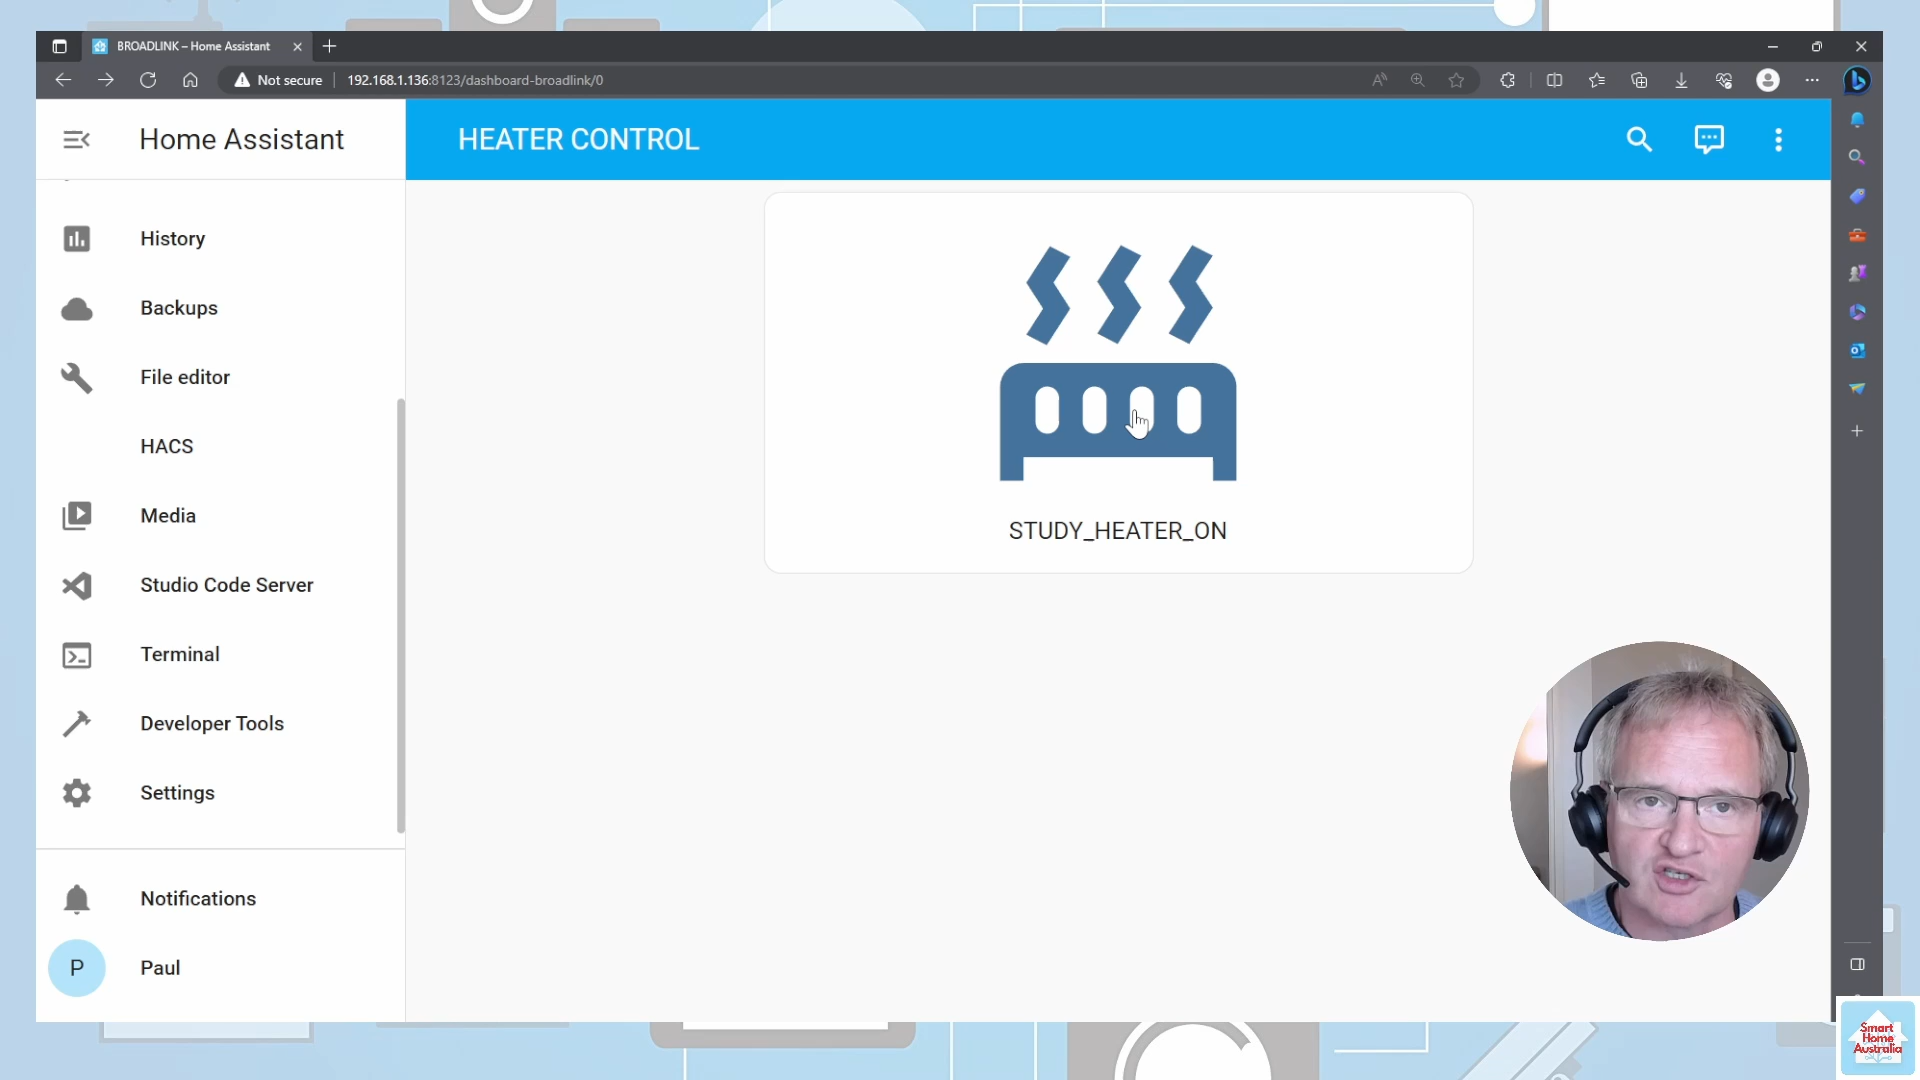 BROADLINK – Home Assistant
Not secure
192.168.1.136:8123/dashboard-broadlink/0
Home Assistant
HEATER CONTROL
History
Backups
File editor
HACS
Media
Studio Code Server
Terminal
Developer Tools
Settings
Notifications
P
Paul
STUDY_HEATER_ON
Smart
Home
Australia